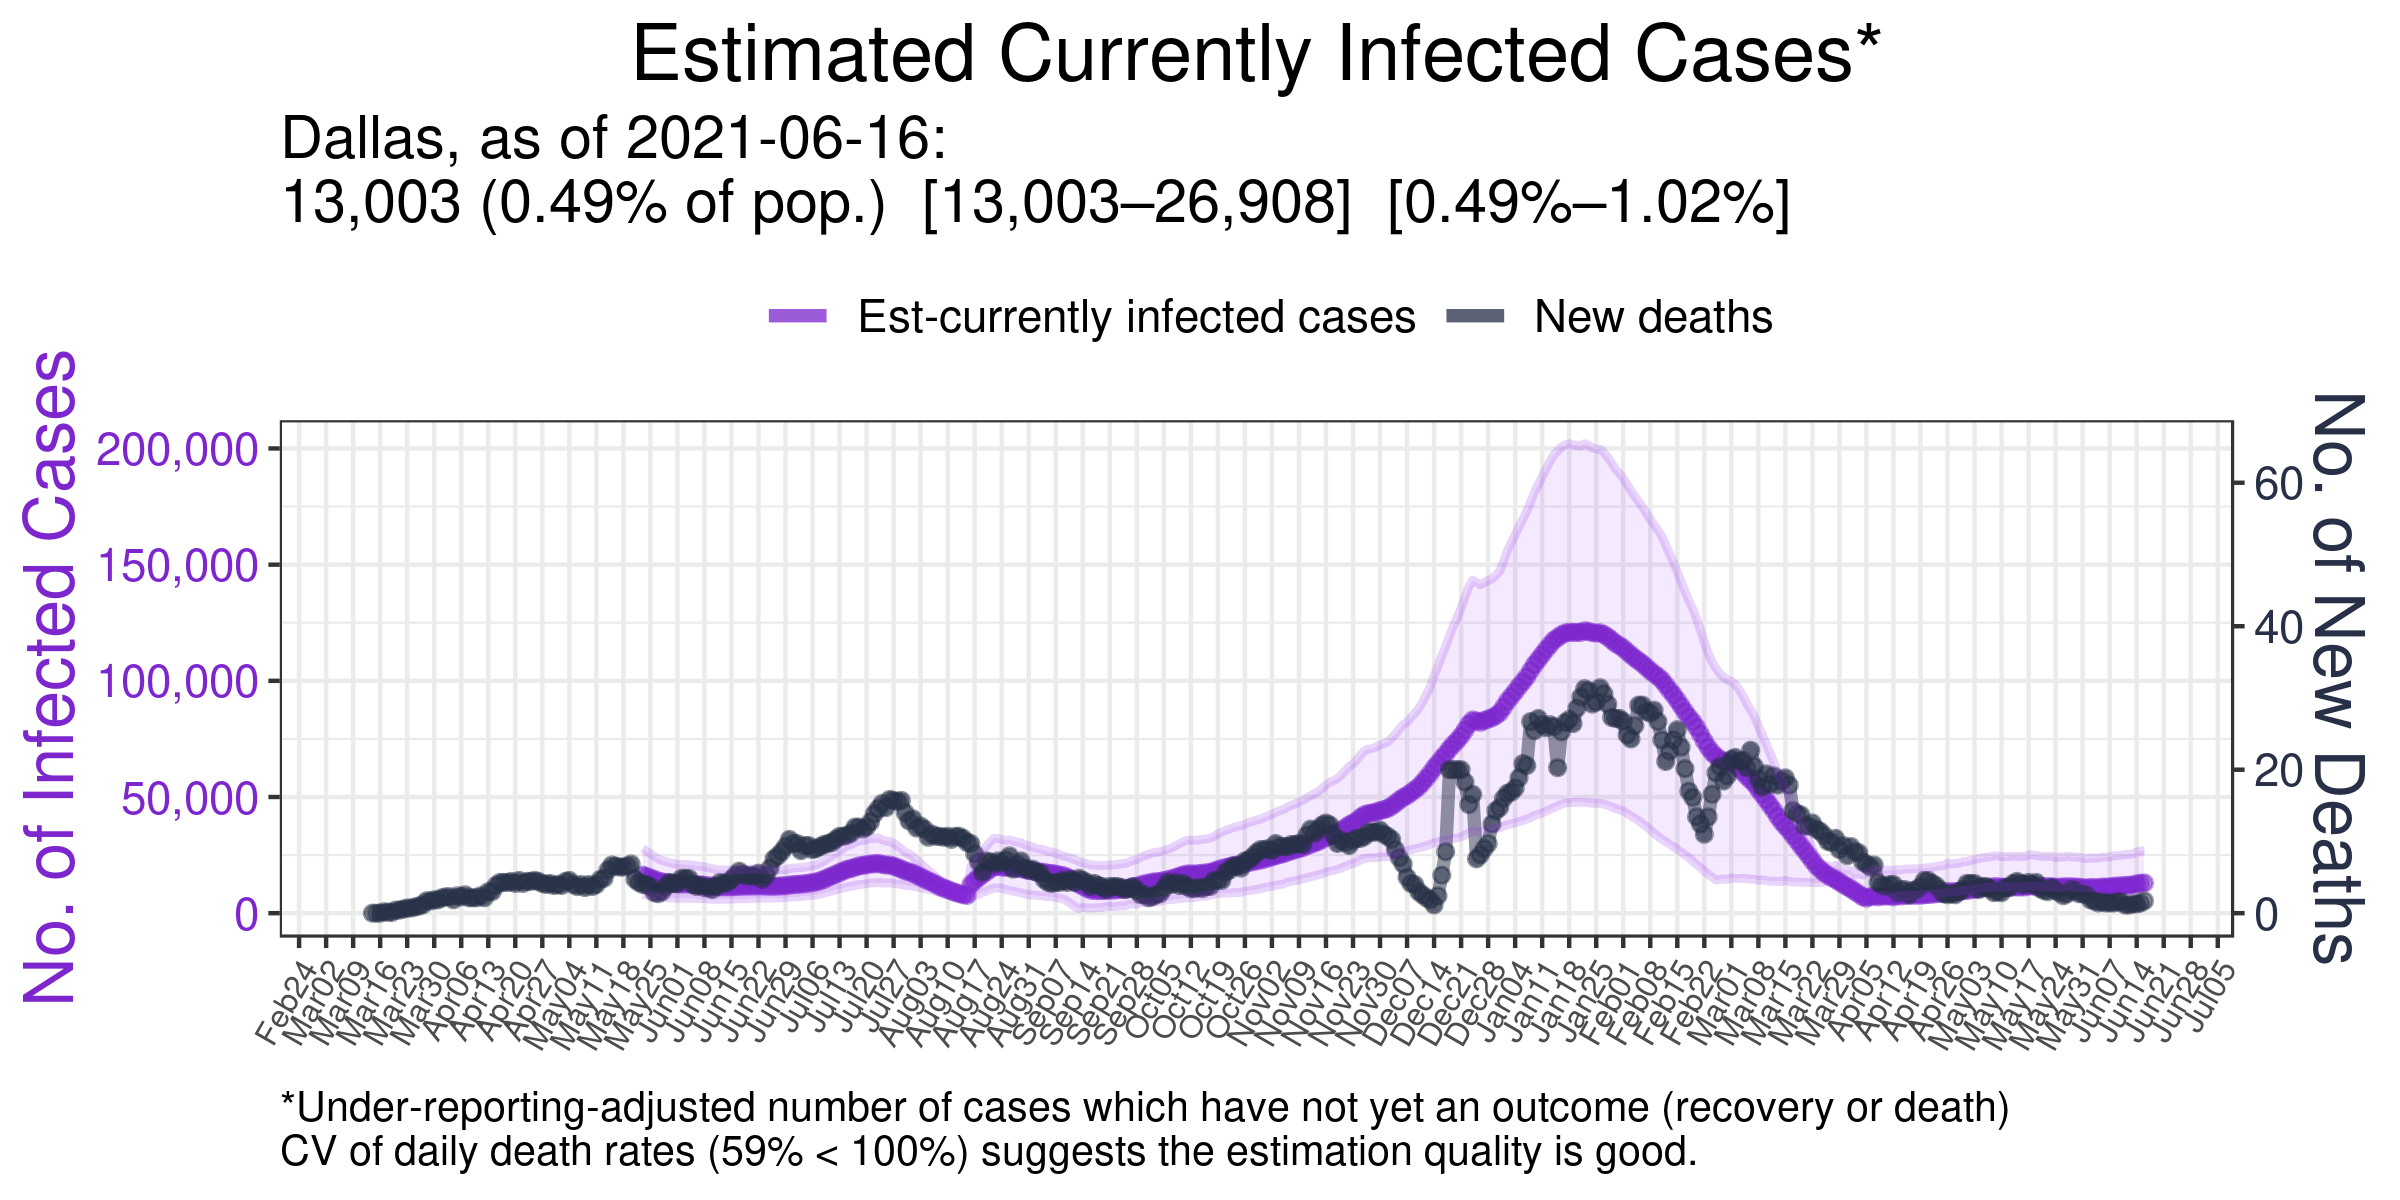 Estimated Currently Infected Cases*
Dallas, as of 2021-06-16:
13,003 (0.49% of pop.) [13,003–26,908] [0.49%–1.02%]
Est-currently infected cases
New deaths
No. of Infected Cases
200,000
150,000
100,000
50,000
0
No. of New Deaths
60
40
20
0
Feb24
Mar02
Mar09
Mar16
Mar23
Mar30
Apr06
Apr13
Apr20
Apr27
May04
May11
May18
May25
Jun01
Jun08
Jun15
Jun22
Jun29
Jul06
Jul13
Jul20
Jul27
Aug03
Aug10
Aug17
Aug24
Aug31
Sep07
Sep14
Sep21
Sep28
Oct05
Oct12
Oct19
Oct26
Nov02
Nov09
Nov16
Nov23
Nov30
Dec07
Dec14
Dec21
Dec28
Jan04
Jan11
Jan18
Jan25
Feb01
Feb08
Feb15
Feb22
Mar01
Mar08
Mar15
Mar22
Mar29
Apr05
Apr12
Apr19
Apr26
May03
May10
May17
May24
May31
Jun07
Jun14
Jun21
Jun28
Jul05
*Under-reporting-adjusted number of cases which have not yet an outcome (recovery or death)
CV of daily death rates (59% < 100%) suggests the estimation quality is good.